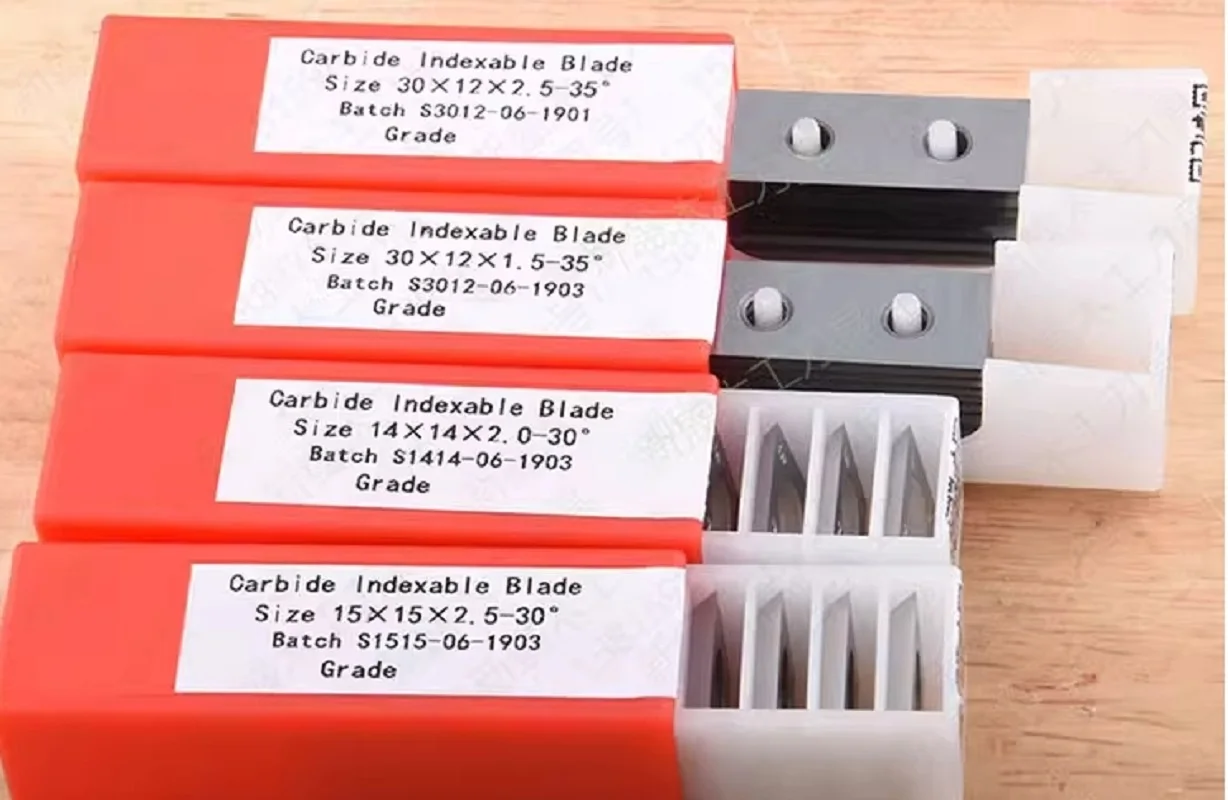 Carbide Indexable Blade
Size 30×12×2.5-35°
Batch S3012-06-1901
Grade
Carbide Indexable Blade
Size 30×12×1.5-35°
Batch S3012-06-1903
Grade
Carbide Indexable Blade
Size 14×14×2.0-30°
Batch S1414-06-1903
Grade
Carbide Indexable Blade
Size 15×15×2.5-30°
Batch S1515-06-1903
Grade